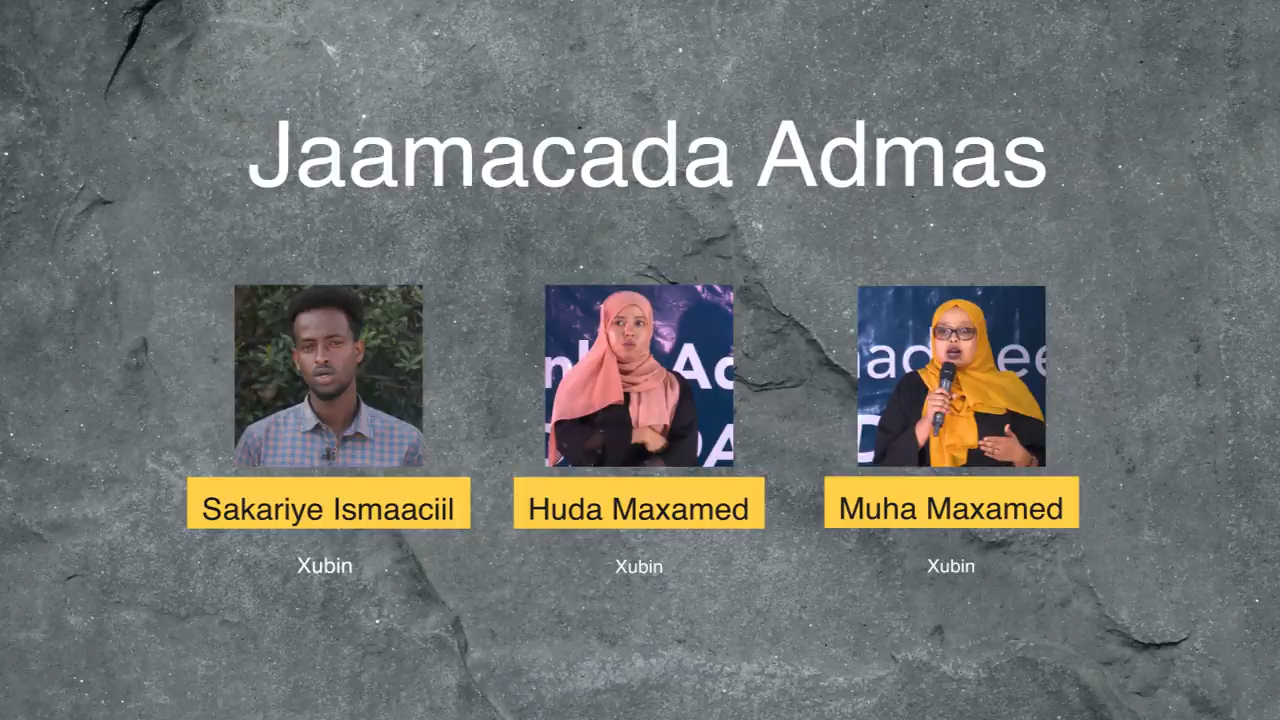 Jaamacada Admas
Sakariye Ismaaciil
Huda Maxamed
Muha Maxamed
Xubin
Xubin
Xubin